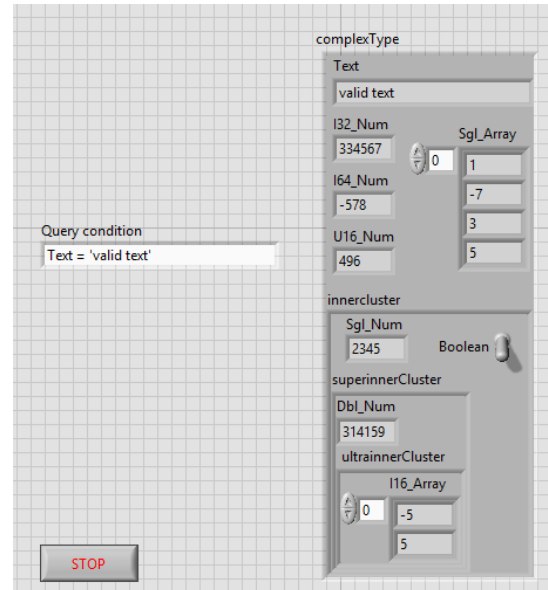 complexType
Text
valid text
I32_Num
334567
Sgl_Array
0
1
-7
3
5
I64_Num
-578
U16_Num
496
Query condition
Text = 'valid text'
innercluster
Sgl_Num
2345
Boolean
superinnerCluster
Dbl_Num
314159
ultrainnerCluster
I16_Array
0
-5
5
STOP